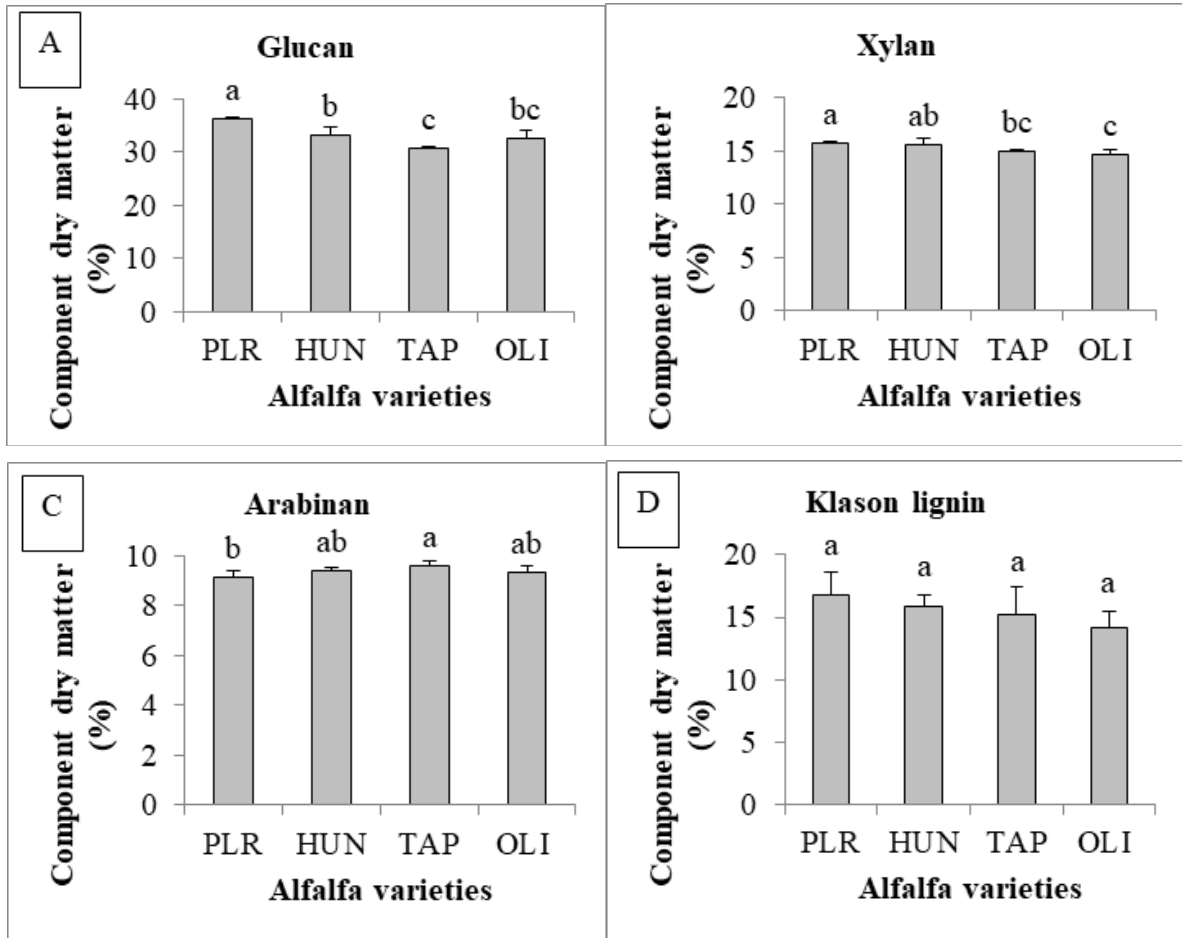 A
Glucan
a
b
c
bc
40
30
20
10
0
Component dry matter
(%)
PLR HUN TAP OLI
Alfalfa varieties
Xylan
a
ab
bc
c
20
15
10
5
0
Component dry matter
(%)
PLR HUN TAP OLI
Alfalfa varieties
C
Arabinan
b
ab
a
ab
10
8
6
4
2
0
Component dry matter
(%)
PLR HUN TAP OLI
Alfalfa varieties
D
Klason lignin
a
a
a
a
20
15
10
5
0
Component dry matter
(%)
PLR HUN TAP OLI
Alfalfa varieties